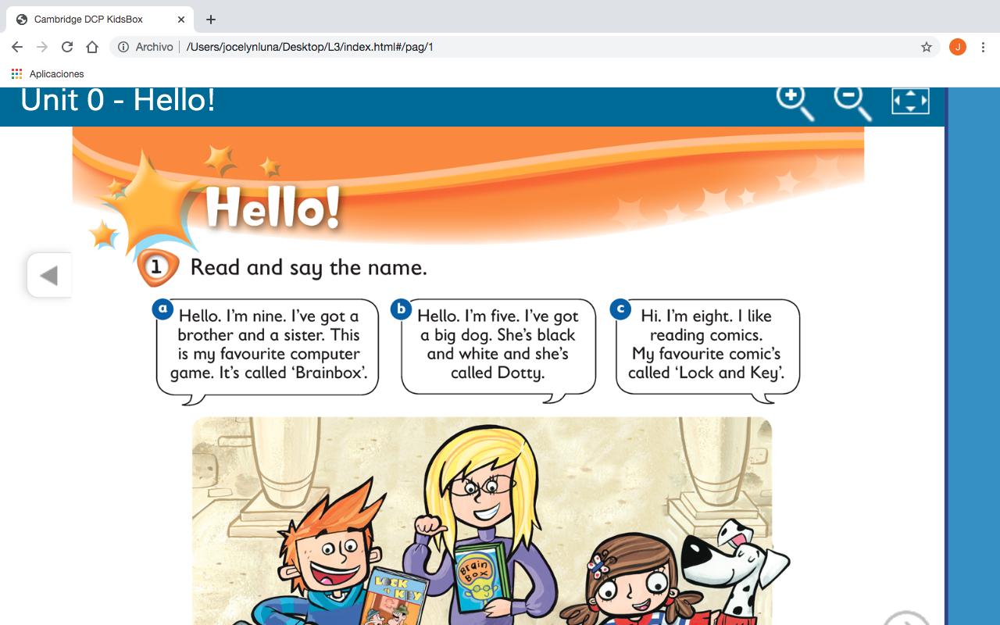 Cambridge DCP KidsBox
Archivo
/Users/jocelynluna/Desktop/L3/index.html#/pag/1
J
Aplicaciones
Unit 0 - Hello!
Hello!
1 Read and say the name.
a
Hello. I'm nine. I've got a
brother and a sister. This
is my favourite computer
game. It's called ‘Brainbox’.
b
Hello. I'm five. I've got
a big dog. She's black
and white and she's
called Dotty.
c
Hi. I'm eight. I like
reading comics.
My favourite comic's
called ‘Lock and Key’.
LOCK
+ KEY
Brain
Box